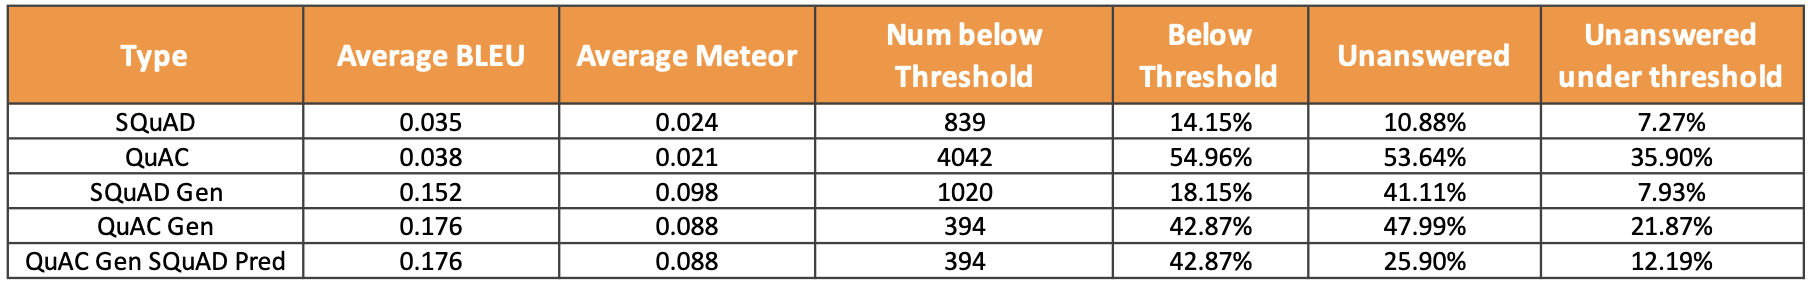 Type Average BLEU Average Meteor Num below Threshold Below Threshold Unanswered Unanswered under threshold
SQuAD 0.035 0.024 839 14.15% 10.88% 7.27%
QuAC 0.038 0.021 4042 54.96% 53.64% 35.90%
SQuAD Gen 0.152 0.098 1020 18.15% 41.11% 7.93%
QuAC Gen 0.176 0.088 394 42.87% 47.99% 21.87%
QuAC Gen SQuAD Pred 0.176 0.088 394 42.87% 25.90% 12.19%